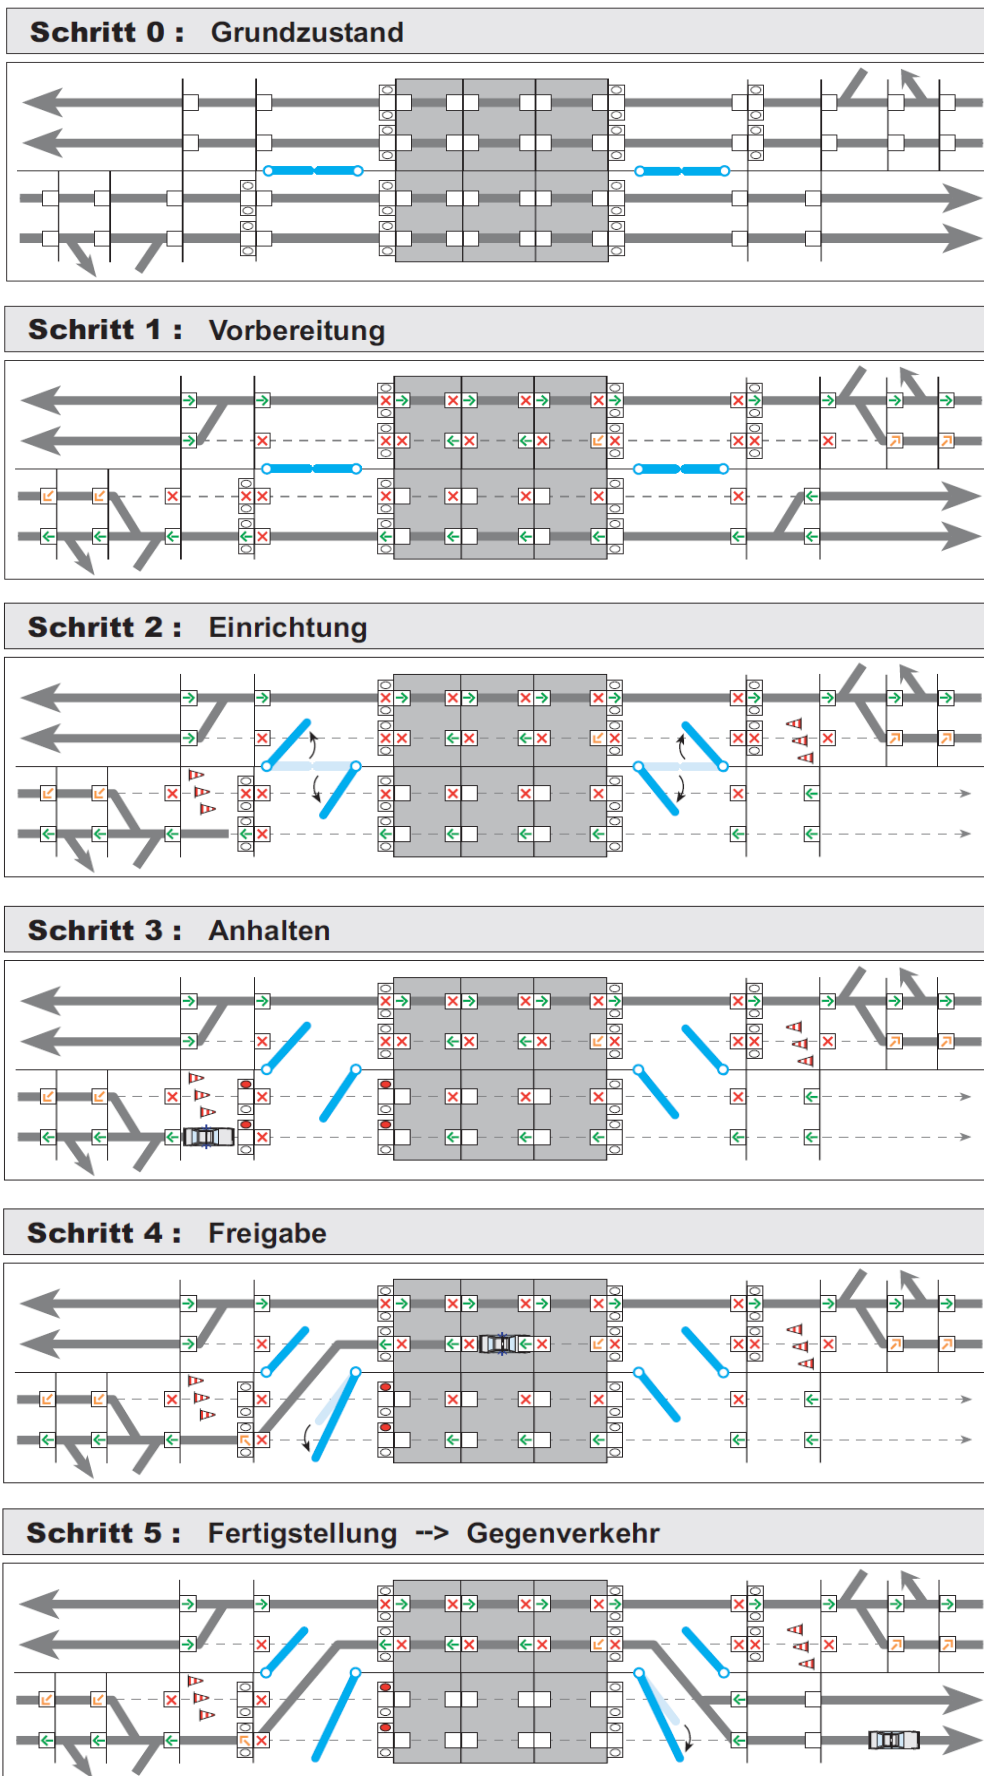 Schritt 0 : Grundzustand
Schritt 1 : Vorbereitung
Schritt 2 : Einrichtung
Schritt 3 : Anhalten
Schritt 4 : Freigabe
Schritt 5 : Fertigstellung --> Gegenverkehr